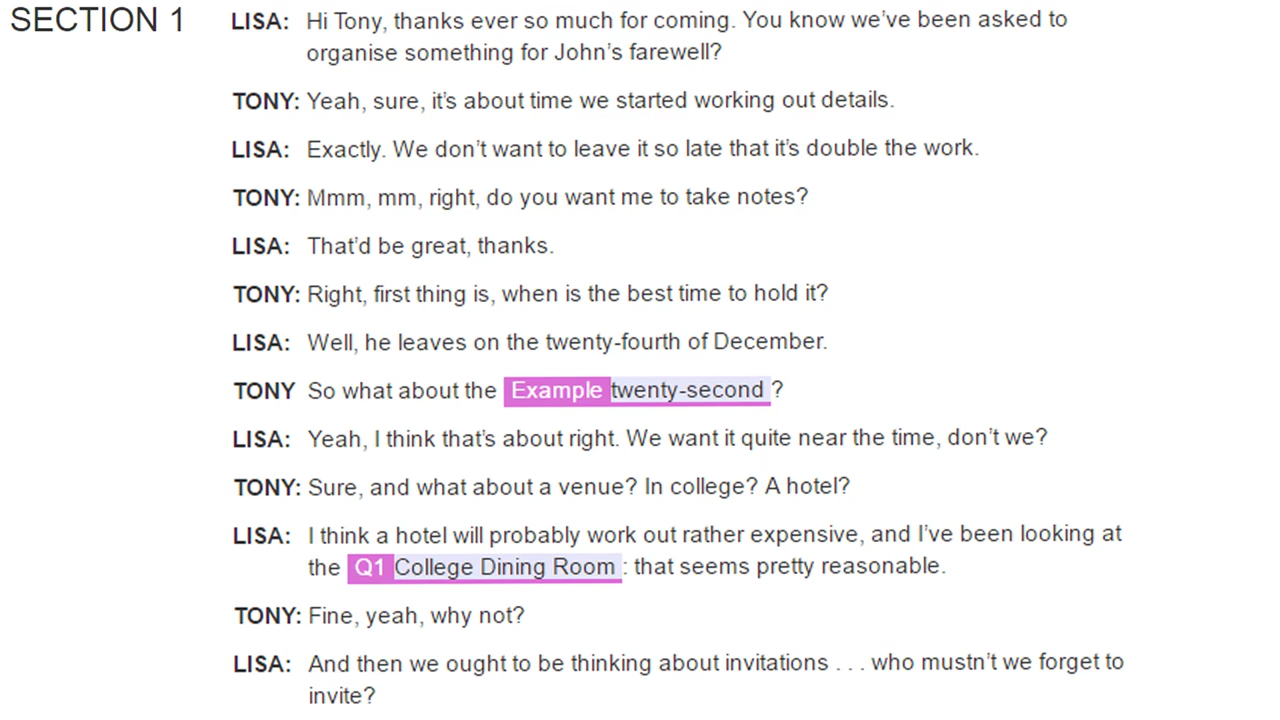 SECTION 1 LISA: Hi Tony, thanks ever so much for coming. You know we’ve been asked to
organise something for John’s farewell?
TONY: Yeah, sure, it’s about time we started working out details.
LISA: Exactly. We don’t want to leave it so late that it’s double the work.
TONY: Mmm, mm, right, do you want me to take notes?
LISA: That’d be great, thanks.
TONY: Right, first thing is, when is the best time to hold it?
LISA: Well, he leaves on the twenty-fourth of December.
TONY So what about the Example twenty-second ?
LISA: Yeah, I think that’s about right. We want it quite near the time, don’t we?
TONY: Sure, and what about a venue? In college? A hotel?
LISA: I think a hotel will probably work out rather expensive, and I’ve been looking at
the Q1 College Dining Room : that seems pretty reasonable.
TONY: Fine, yeah, why not?
LISA: And then we ought to be thinking about invitations . . . who mustn’t we forget to
invite?